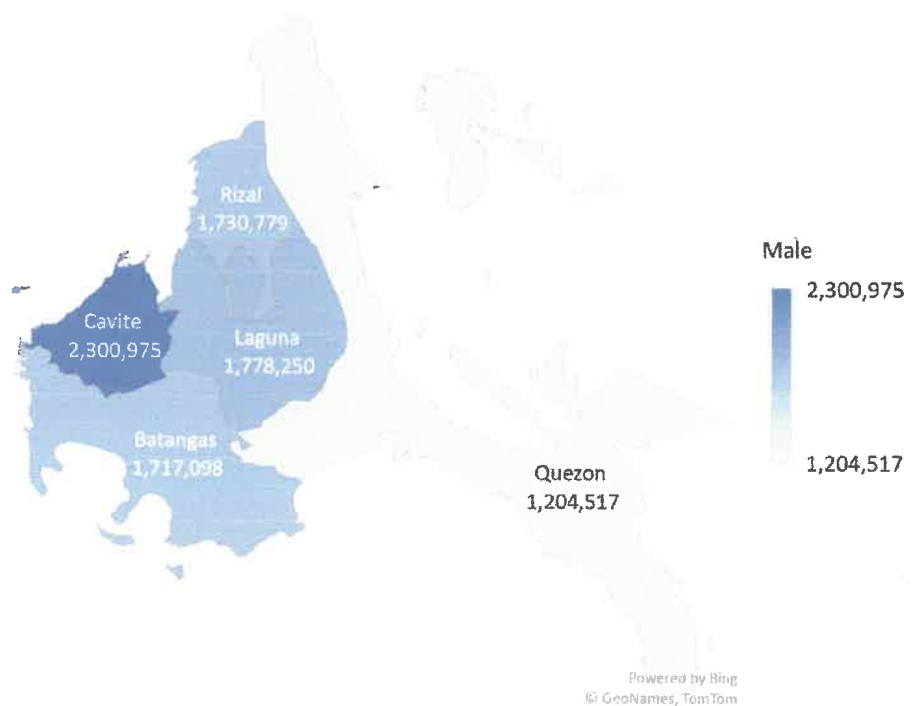 Rizal
1,730,779
Male
2,300,975
Cavite
2,300,975
Laguna
1,778,250
Batangas
1,717,098
Quezon
1,204,517
1,204,517
Powered by Bing
© GeoNames, TomTom